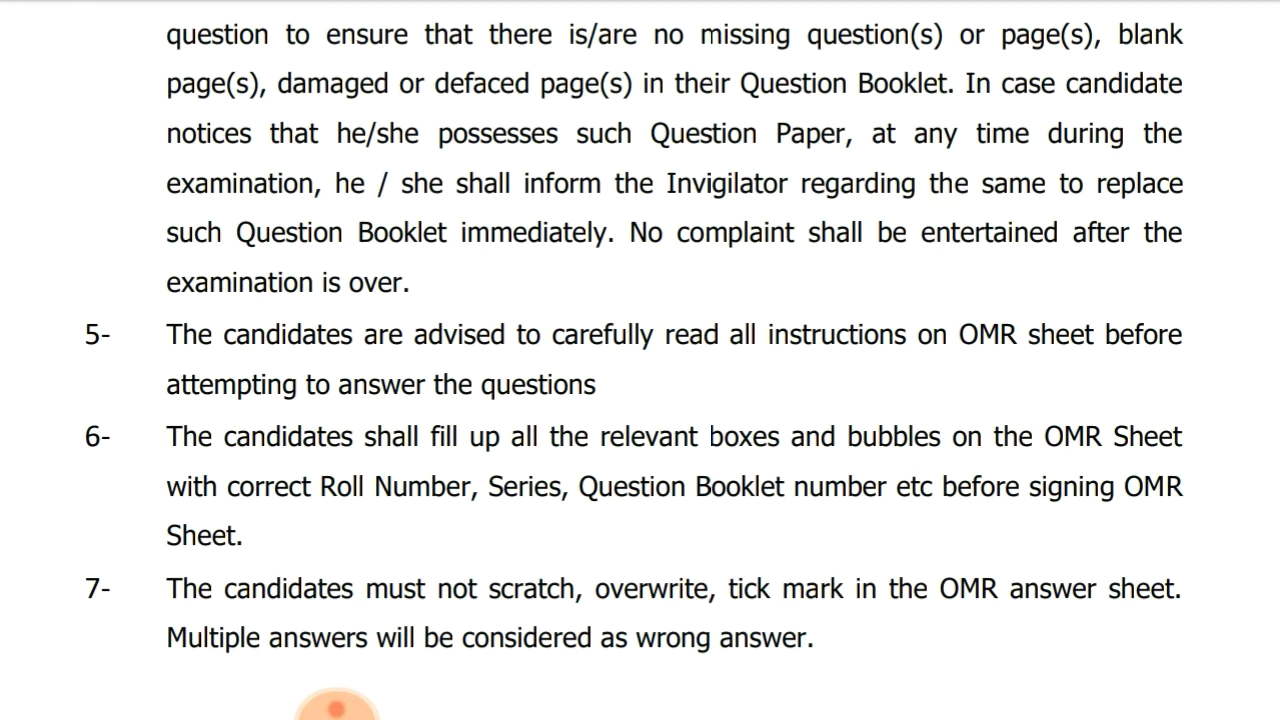 question to ensure that there is/are no missing question(s) or page(s), blank
page(s), damaged or defaced page(s) in their Question Booklet. In case candidate
notices that he/she possesses such Question Paper, at any time during the
examination, he / she shall inform the Invigilator regarding the same to replace
such Question Booklet immediately. No complaint shall be entertained after the
examination is over.
5- The candidates are advised to carefully read all instructions on OMR sheet before
attempting to answer the questions
6- The candidates shall fill up all the relevant boxes and bubbles on the OMR Sheet
with correct Roll Number, Series, Question Booklet number etc before signing OMR
Sheet.
7- The candidates must not scratch, overwrite, tick mark in the OMR answer sheet.
Multiple answers will be considered as wrong answer.